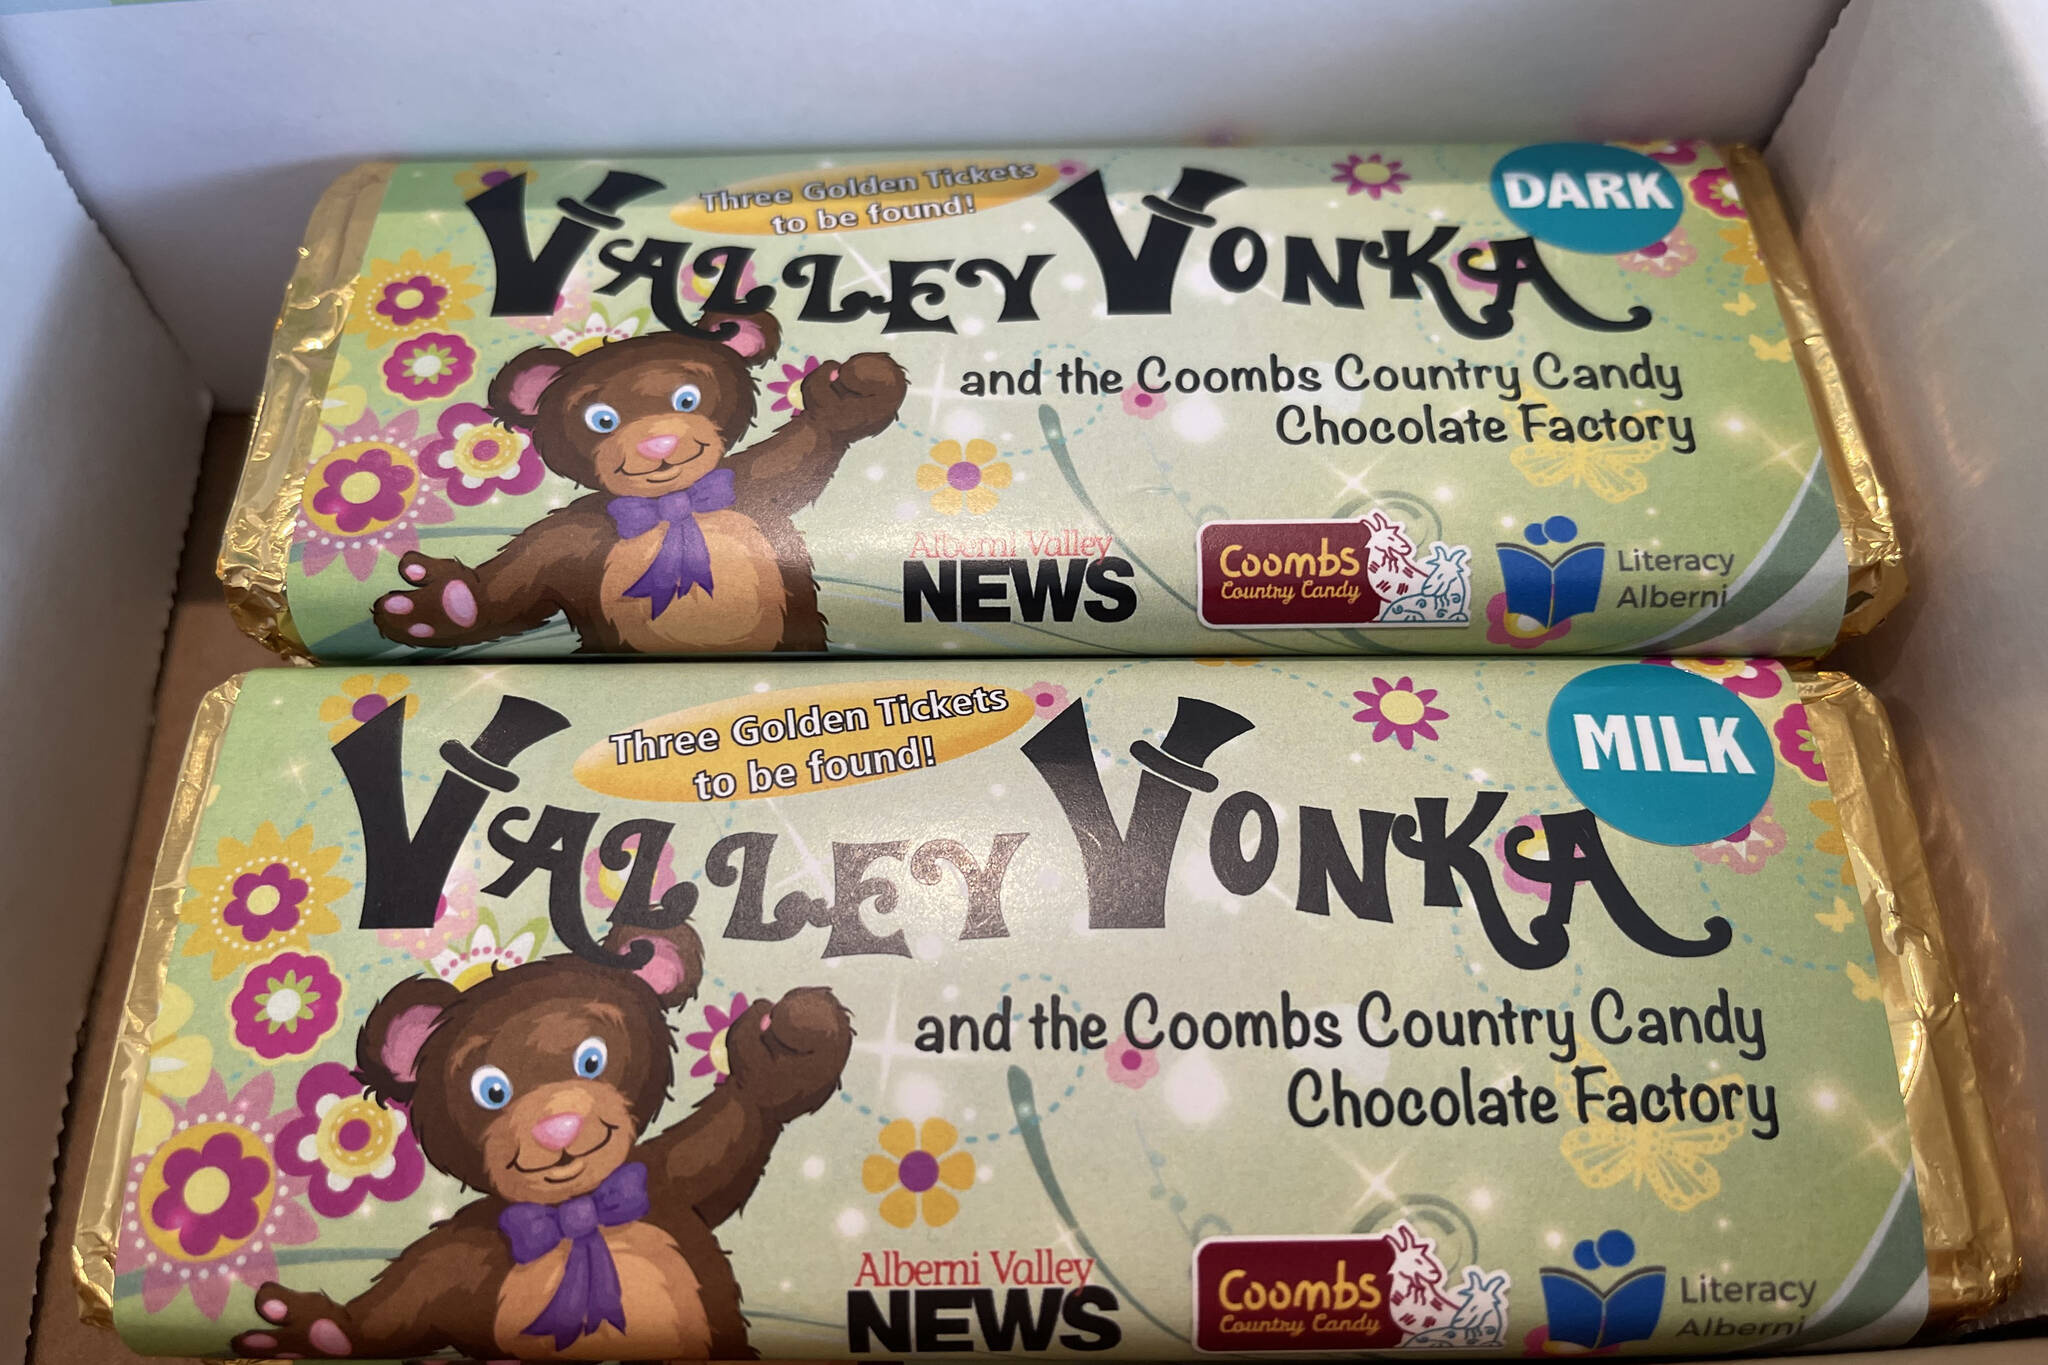 Three Golden Tickets
to be found!
DARK
VALLEY VONKA
and the Coombs Country Candy
Chocolate Factory
Alberni Valley
NEWS
Coombs
Country Candy
Literacy
Alberni
Three Golden Tickets
to be found!
MILK
VALLEY VONKA
and the Coombs Country Candy
Chocolate Factory
Alberni Valley
NEWS
Coombs
Country Candy
Literacy
Alberni